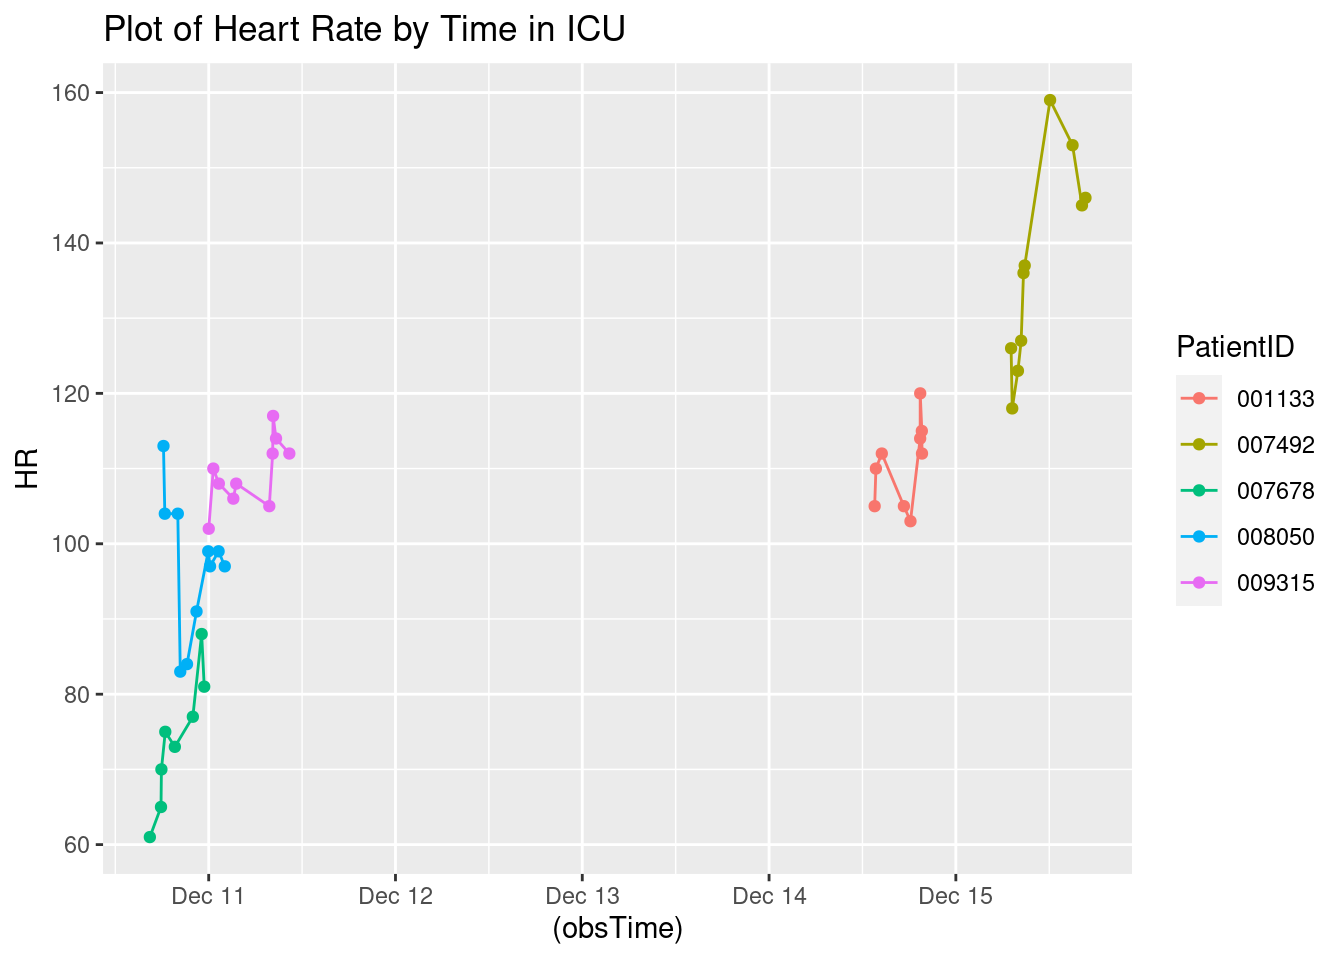 Plot of Heart Rate by Time in ICU
160
140
120
100
80
60
HR
Dec 11
Dec 12
Dec 13
Dec 14
Dec 15
(obsTime)
PatientID
001133
007492
007678
008050
009315